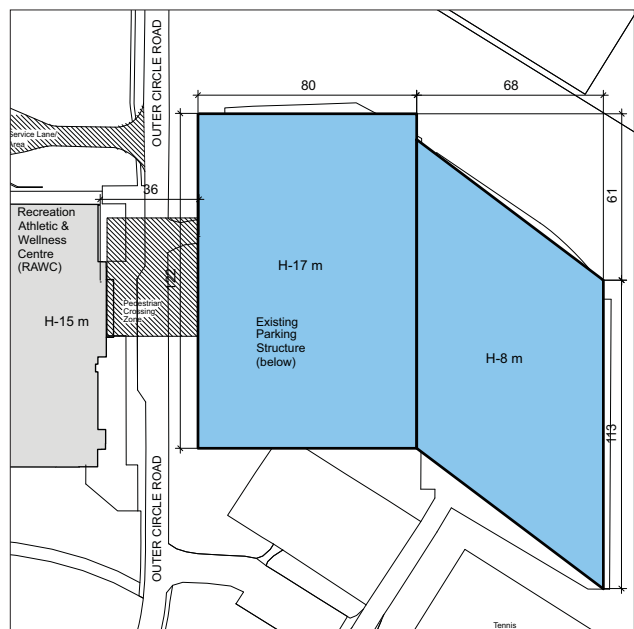 80
68
OUTER CIRCLE ROAD
Service Lane/
Area
36
61
Recreation
Athletic &
Wellness
Centre
(RAWC)
H-15 m
122
Pedestrian
Crossing
Zone
H-17 m
Existing
Parking
Structure
(below)
H-8 m
113
OUTER CIRCLE ROAD
Tennis